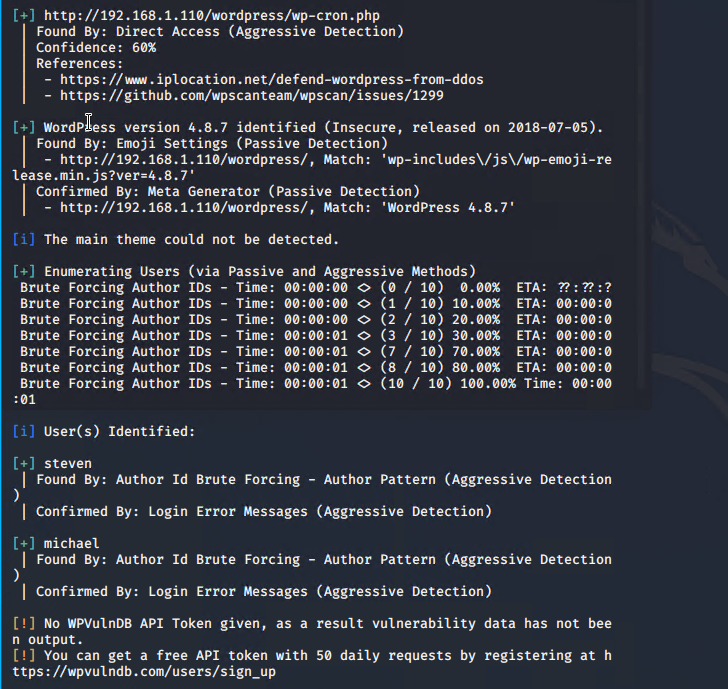 [+] http://192.168.1.110/wordpress/wp-cron.php
 | Found By: Direct Access (Aggressive Detection)
 | Confidence: 60%
 | References:
 |  - https://www.iplocation.net/defend-wordpress-from-ddos
 |  - https://github.com/wpscanteam/wpscan/issues/1299
[+] WordPress version 4.8.7 identified (Insecure, released on 2018-07-05).
 | Found By: Emoji Settings (Passive Detection)
 |  - http://192.168.1.110/wordpress/, Match: 'wp-includes\/js\/wp-emoji-re
lease.min.js?ver=4.8.7'
 | Confirmed By: Meta Generator (Passive Detection)
 |  - http://192.168.1.110/wordpress/, Match: 'WordPress 4.8.7'
[i] The main theme could not be detected.
[+] Enumerating Users (via Passive and Aggressive Methods)
 Brute Forcing Author IDs - Time: 00:00:00 <> (0 / 10)  0.00%  ETA: ??:??:?
 Brute Forcing Author IDs - Time: 00:00:00 <> (1 / 10) 10.00%  ETA: 00:00:0
 Brute Forcing Author IDs - Time: 00:00:00 <> (2 / 10) 20.00%  ETA: 00:00:0
 Brute Forcing Author IDs - Time: 00:00:01 <> (3 / 10) 30.00%  ETA: 00:00:0
 Brute Forcing Author IDs - Time: 00:00:01 <> (7 / 10) 70.00%  ETA: 00:00:0
 Brute Forcing Author IDs - Time: 00:00:01 <> (8 / 10) 80.00%  ETA: 00:00:0
 Brute Forcing Author IDs - Time: 00:00:01 <> (10 / 10) 100.00% Time: 00:00
:01
[i] User(s) Identified:
[+] steven
 | Found By: Author Id Brute Forcing - Author Pattern (Aggressive Detection
)
 | Confirmed By: Login Error Messages (Aggressive Detection)
[+] michael
 | Found By: Author Id Brute Forcing - Author Pattern (Aggressive Detection
)
 | Confirmed By: Login Error Messages (Aggressive Detection)
[!] No WPVulnDB API Token given, as a result vulnerability data has not bee
n output.
[!] You can get a free API token with 50 daily requests by registering at h
ttps://wpvulndb.com/users/sign_up